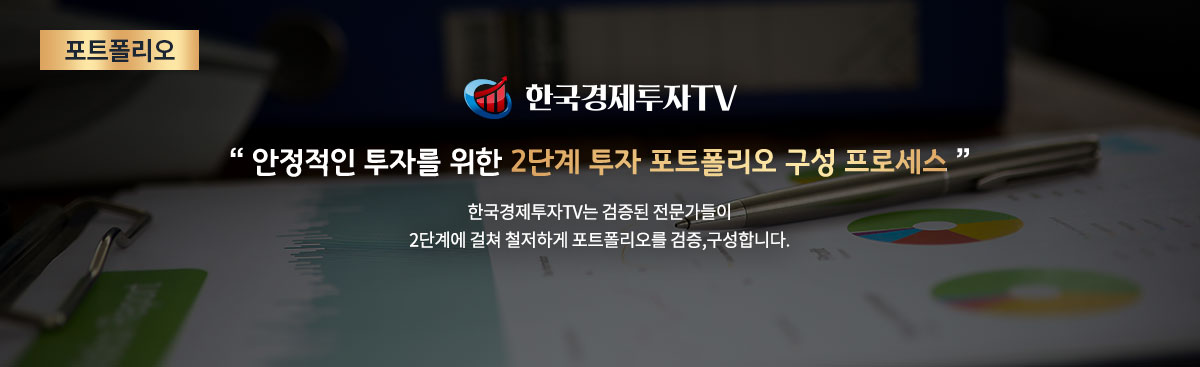 포트폴리오
한국경제투자TV
“ 안정적인 투자를 위한 2단계 투자 포트폴리오 구성 프로세스 ”
한국경제투자TV는 검증된 전문가들이
2단계에 걸쳐 철저하게 포트폴리오를 검증,구성합니다.